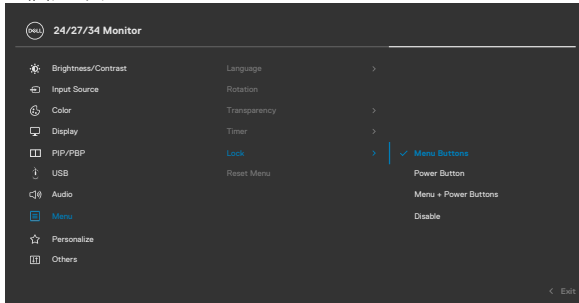 DELL
24/27/34 Monitor
Brightness/Contrast
Input Source
Color
Display
PIP/PBP
USB
Audio
Menu
Personalize
Others
Language
Rotation
Transparency
Timer
Lock
Reset Menu
Menu Buttons
Power Button
Menu + Power Buttons
Disable
Exit